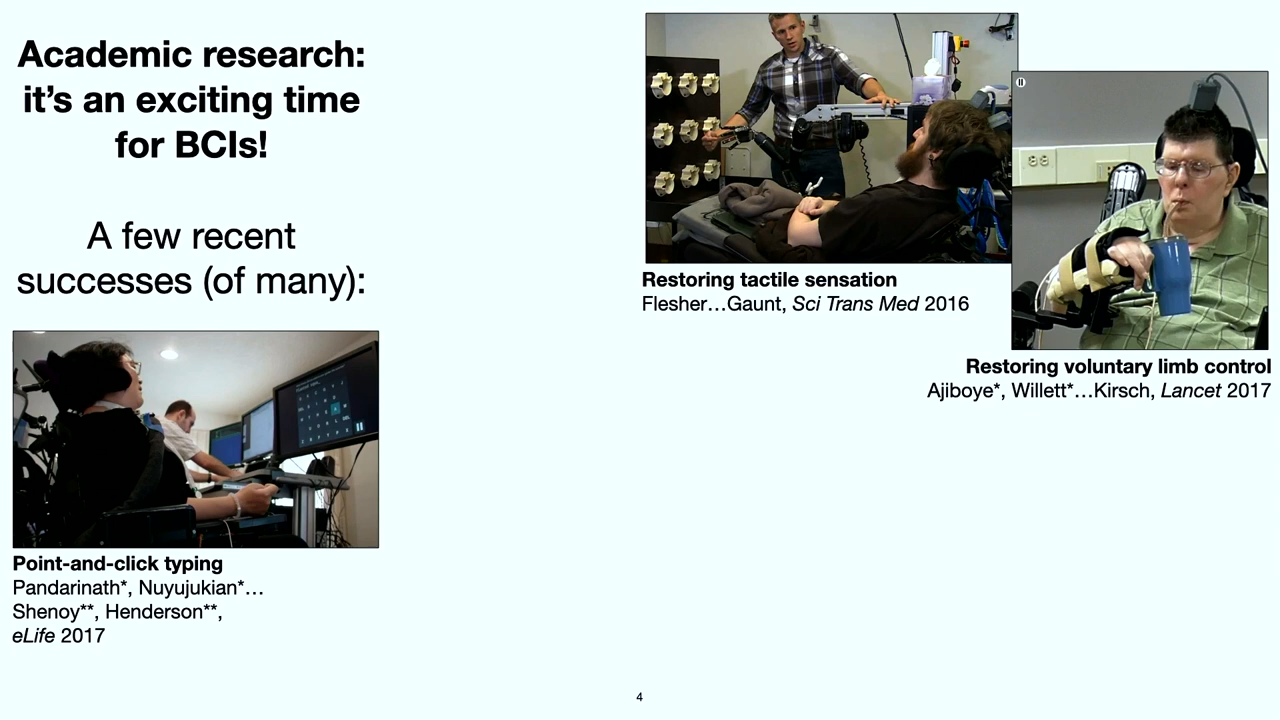 Academic research:
it’s an exciting time
for BCIs!
A few recent
successes (of many):
Restoring tactile sensation
Flesher…Gaunt, Sci Trans Med 2016
Restoring voluntary limb control
Ajiboye*, Willett*…Kirsch, Lancet 2017
Point-and-click typing
Pandarinath*, Nuyujukian*…
Shenoy**, Henderson**,
eLife 2017
4